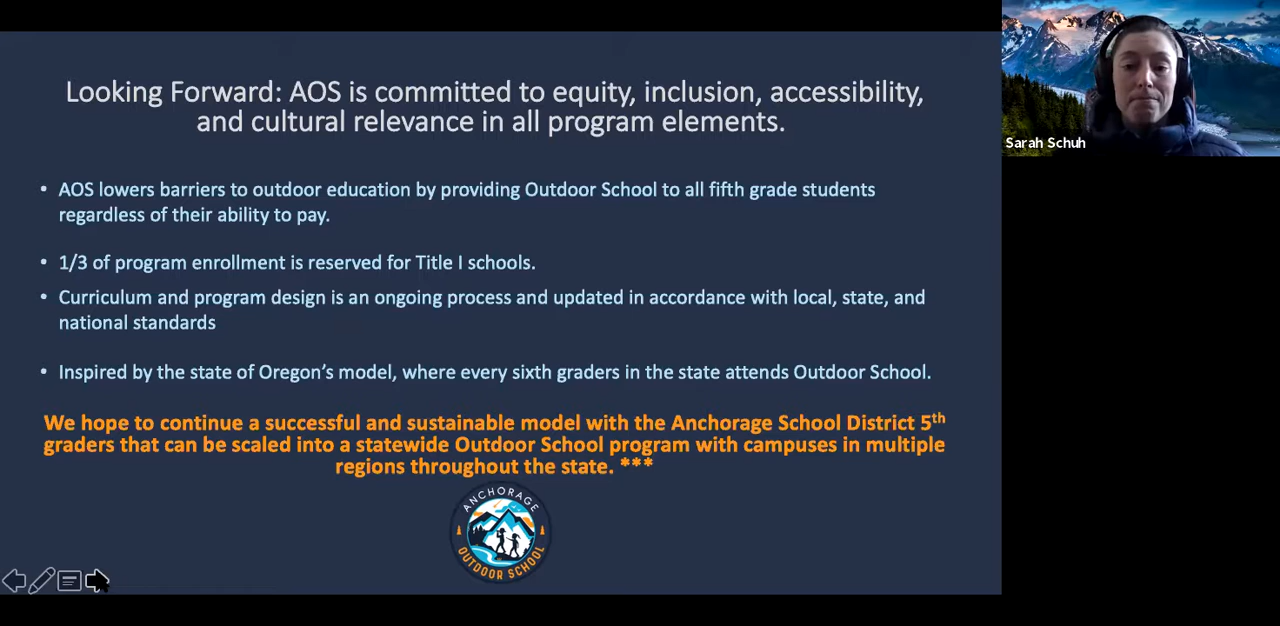 Looking Forward: AOS is committed to equity, inclusion, accessibility,
and cultural relevance in all program elements.
• AOS lowers barriers to outdoor education by providing Outdoor School to all fifth grade students
regardless of their ability to pay.
• 1/3 of program enrollment is reserved for Title I schools.
• Curriculum and program design is an ongoing process and updated in accordance with local, state, and
national standards
• Inspired by the state of Oregon's model, where every sixth graders in the state attends Outdoor School.
We hope to continue a successful and sustainable model with the Anchorage School District 5th
graders that can be scaled into a statewide Outdoor School program with campuses in multiple
regions throughout the state. ***
ANCHORAGE
OUTDOOR SCHOOL
Sarah Schuh